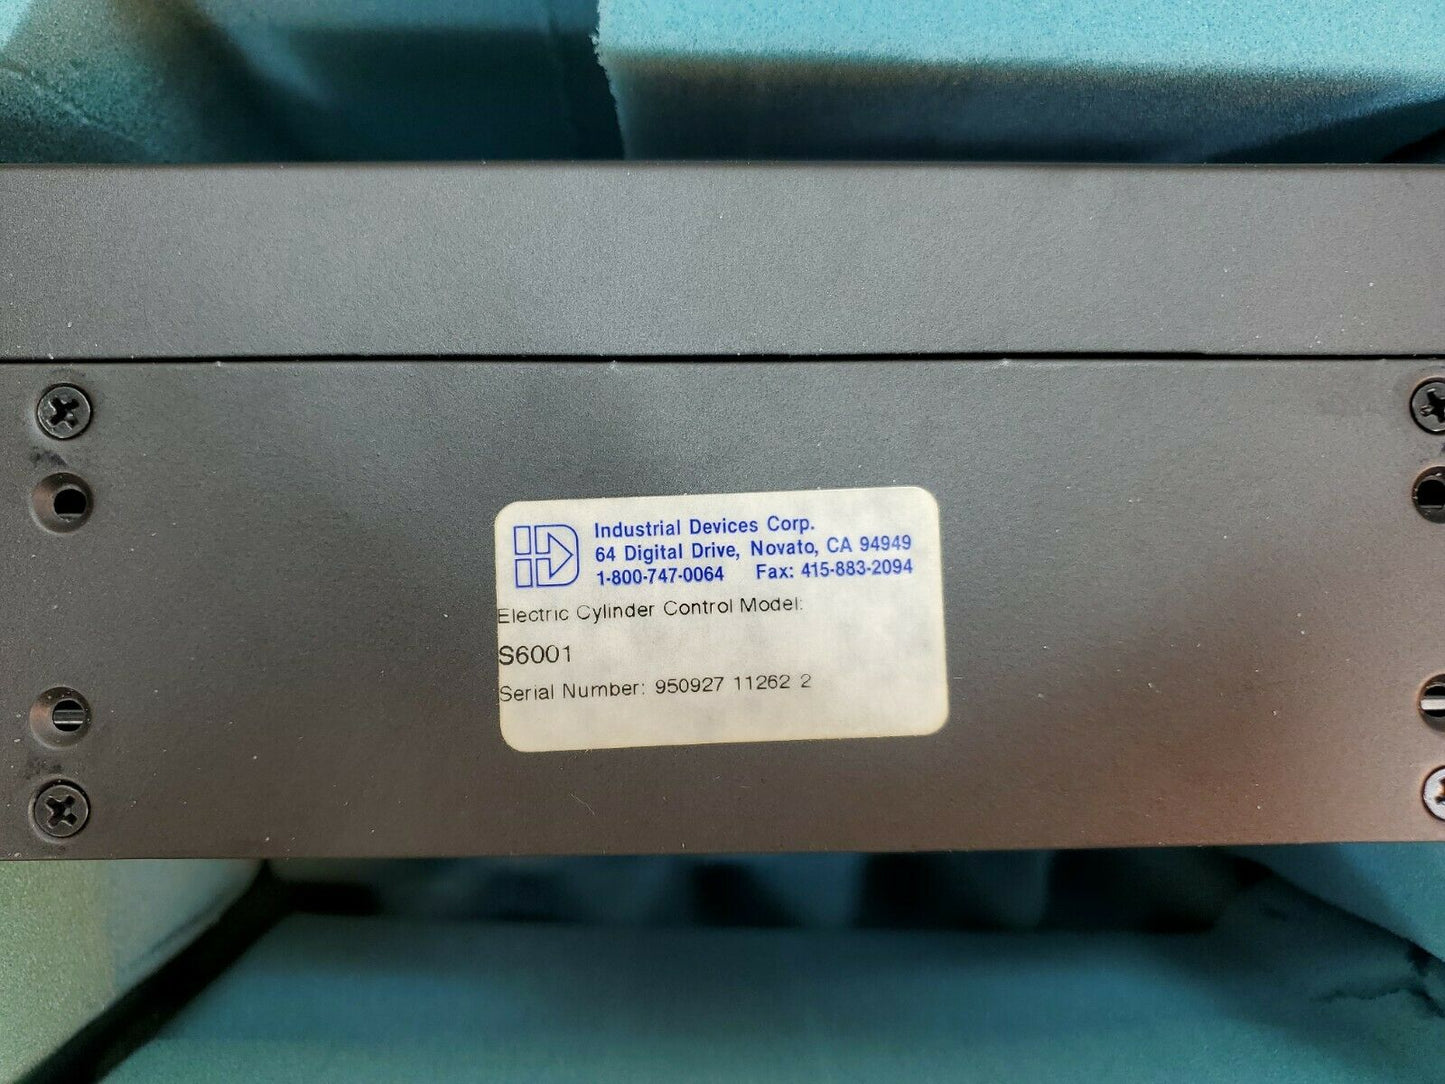 ID
Industrial Devices Corp.
64 Digital Drive, Novato, CA 94949
1-800-747-0064 Fax: 415-883-2094
Electric Cylinder Control Model:
S6001
Serial Number: 950927 11262 2